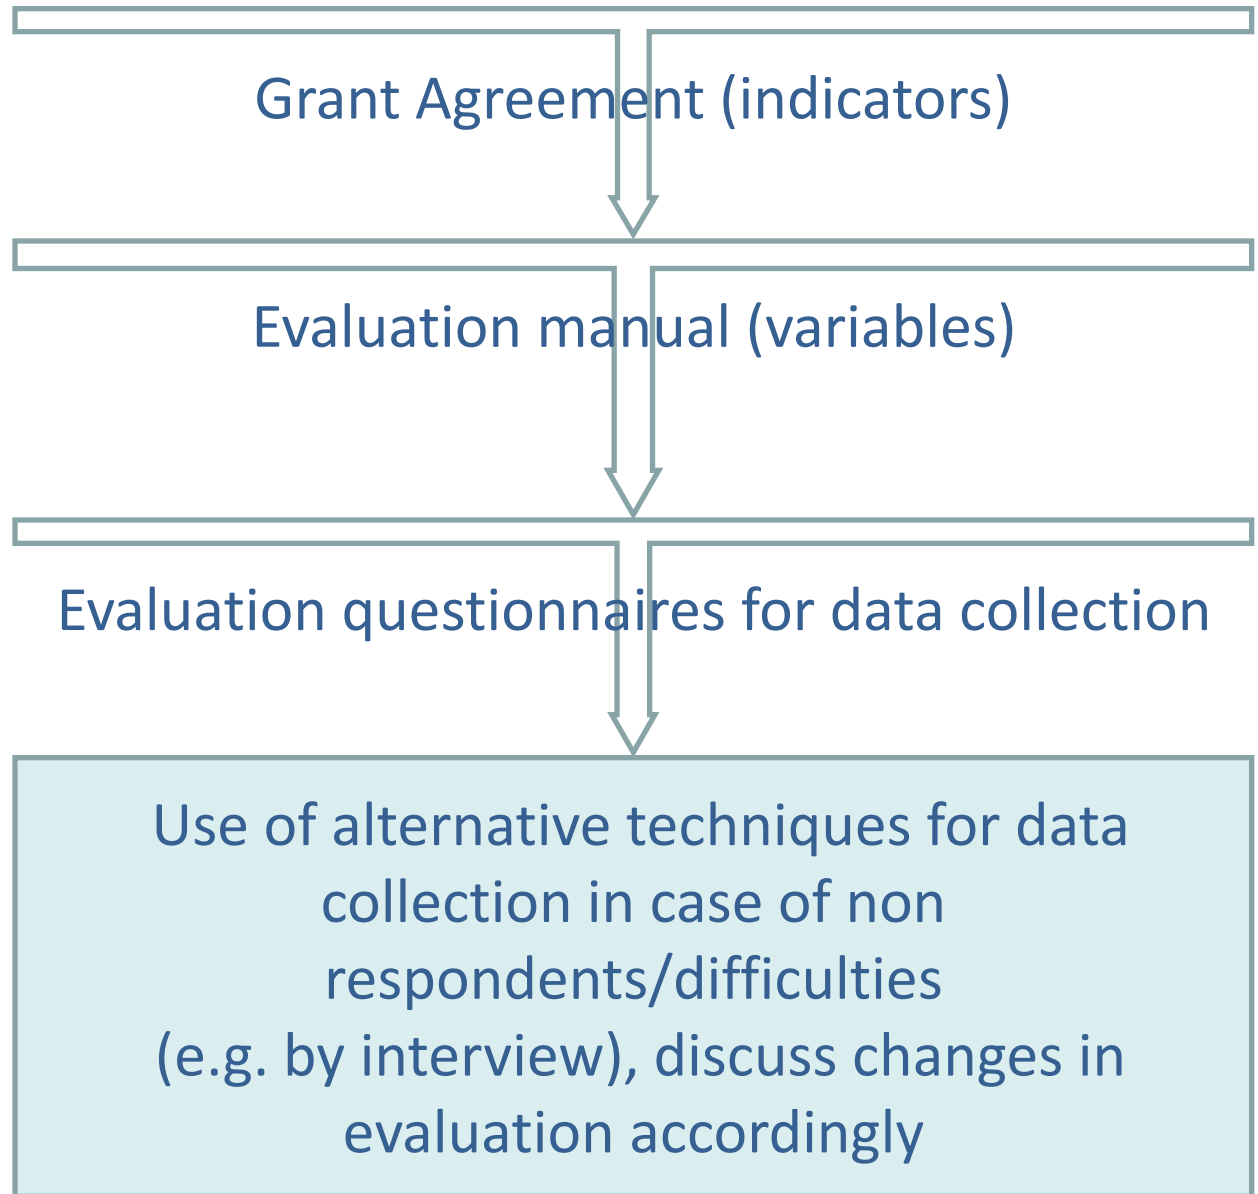 Grant Agreement (indicators)
Evaluation manual (variables)
Evaluation questionnaires for data collection
Use of alternative techniques for data
collection in case of non
respondents/difficulties
(e.g. by interview), discuss changes in
evaluation accordingly